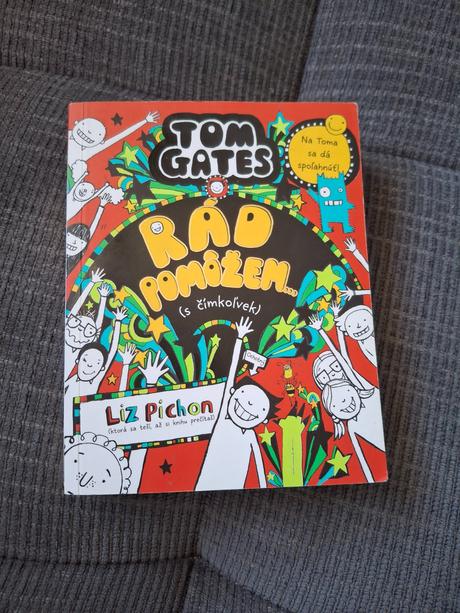 TOM
GATES
Na Toma
sa dá
spoľahnúť!
RÁD
POMÔŽEM...
(s čímkoľvek)
Liz Pichon
(ktorá sa teší, až si knihu prečítaš)